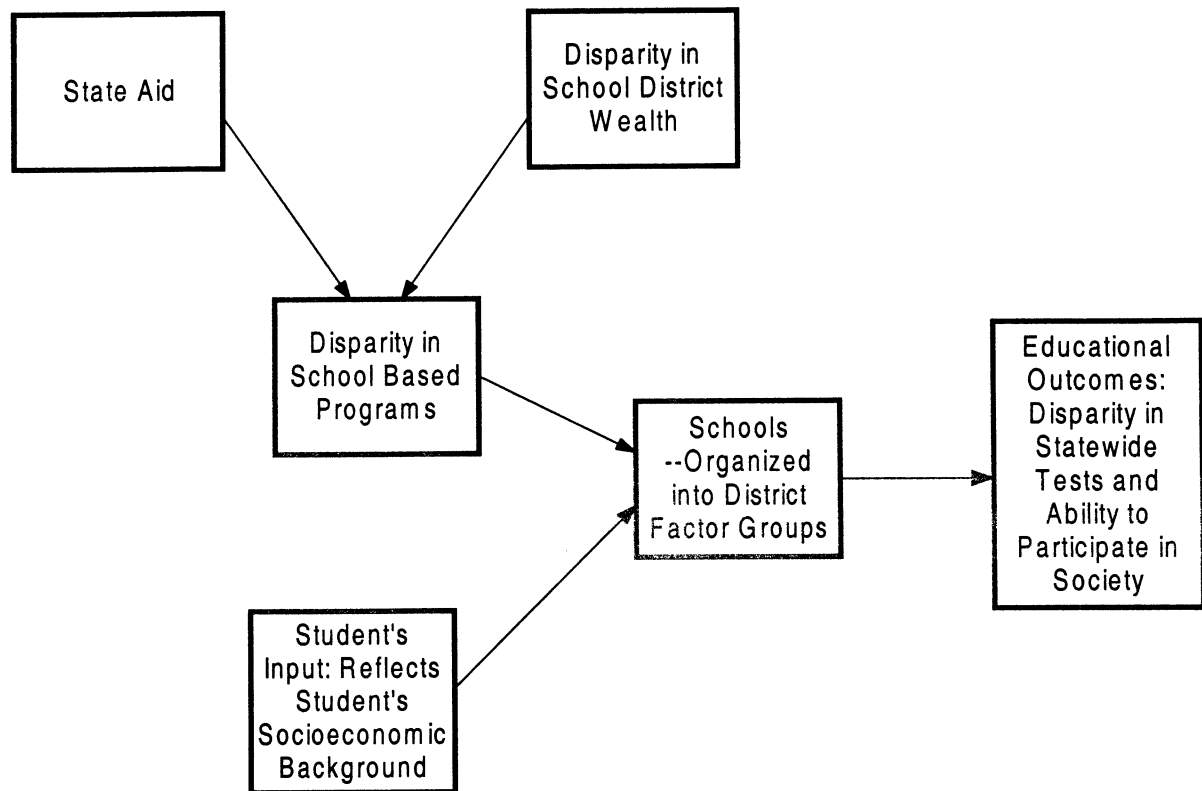 State Aid
Disparity in
School District
Wealth
Disparity in
School Based
Programs
Schools
--Organized
into District
Factor Groups
Educational
Outcomes:
Disparity in
Statewide
Tests and
Ability to
Participate in
Society
Student's
Input: Reflects
Student's
Socioeconomic
Background